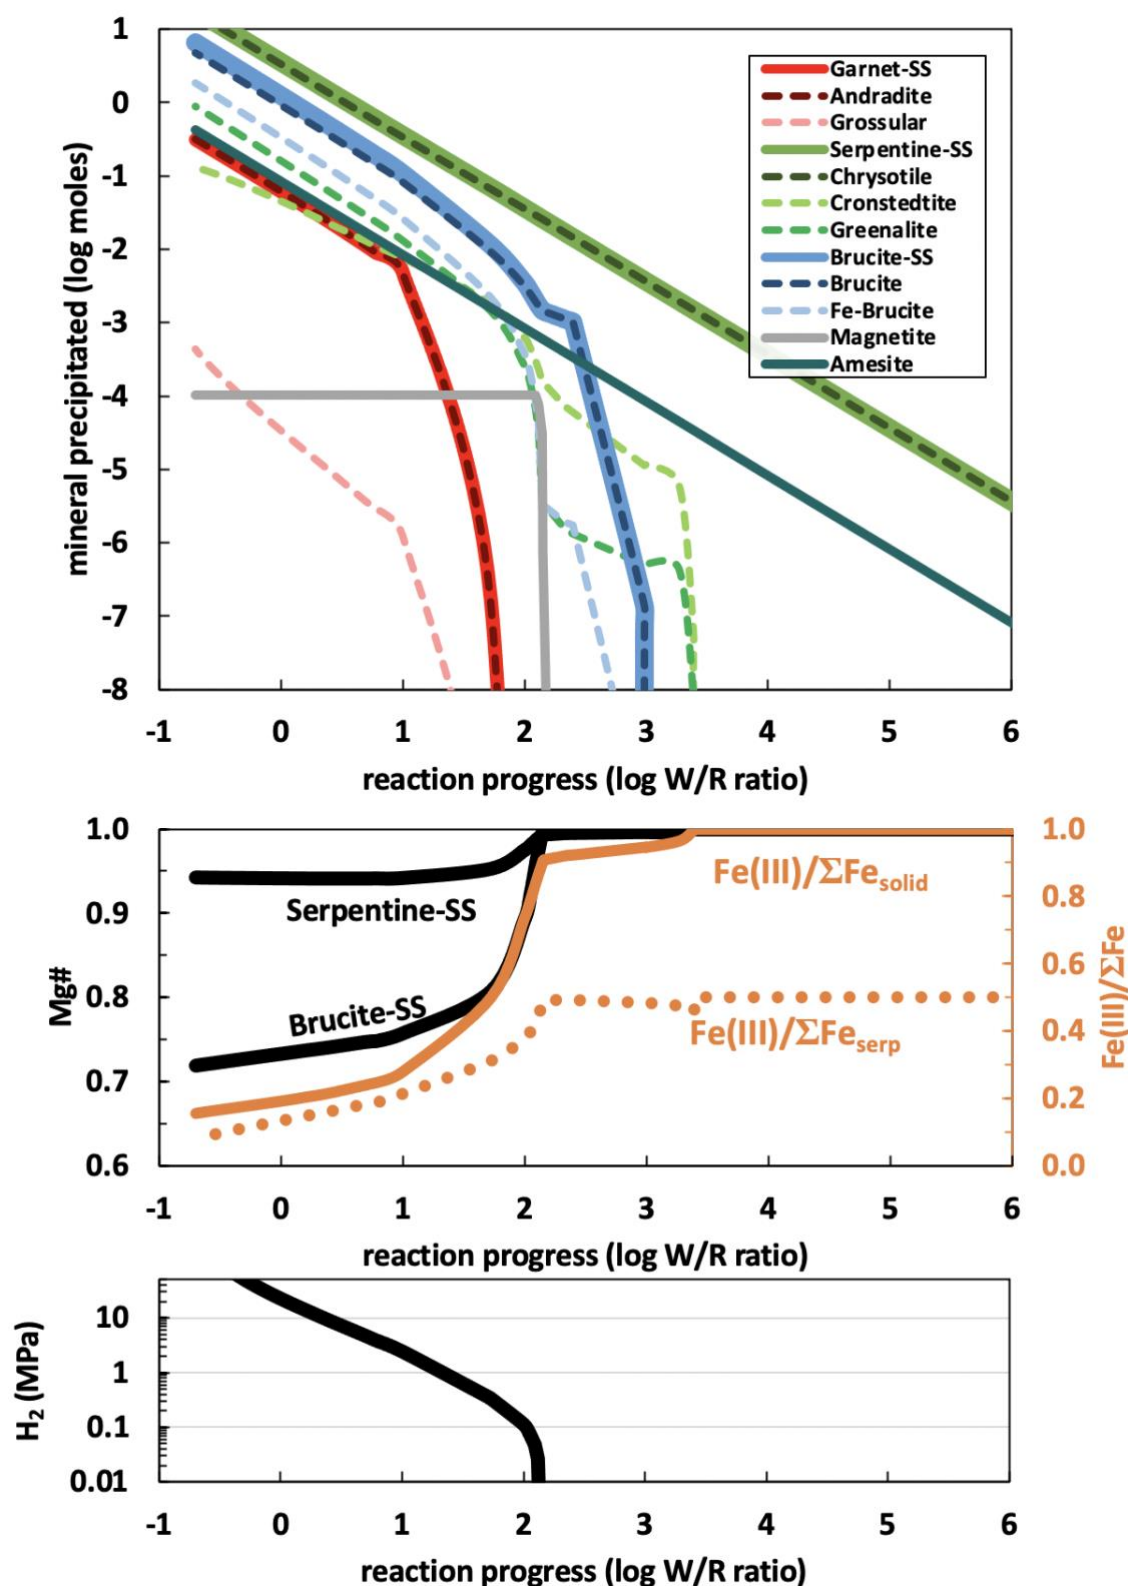 1
0
-1
-2
-3
-4
-5
-6
-7
-8
mineral precipitated (log moles)
Garnet-SS
Andradite
Grossular
Serpentine-SS
Chrysotile
Cronstedtite
Greenalite
Brucite-SS
Brucite
Fe-Brucite
Magnetite
Amesite
-1 0 1 2 3 4 5 6
reaction progress (log W/R ratio)
1.0
0.9
0.8
0.7
0.6
Mg#
Serpentine-SS
Brucite-SS
Fe(III)/ΣFesolid
Fe(III)/ΣFeserp
1.0
0.8
0.6
0.4
0.2
0.0
Fe(III)/ΣFe
-1 0 1 2 3 4 5 6
reaction progress (log W/R ratio)
10
1
0.1
0.01
H2 (MPa)
-1 0 1 2 3 4 5 6
reaction progress (log W/R ratio)